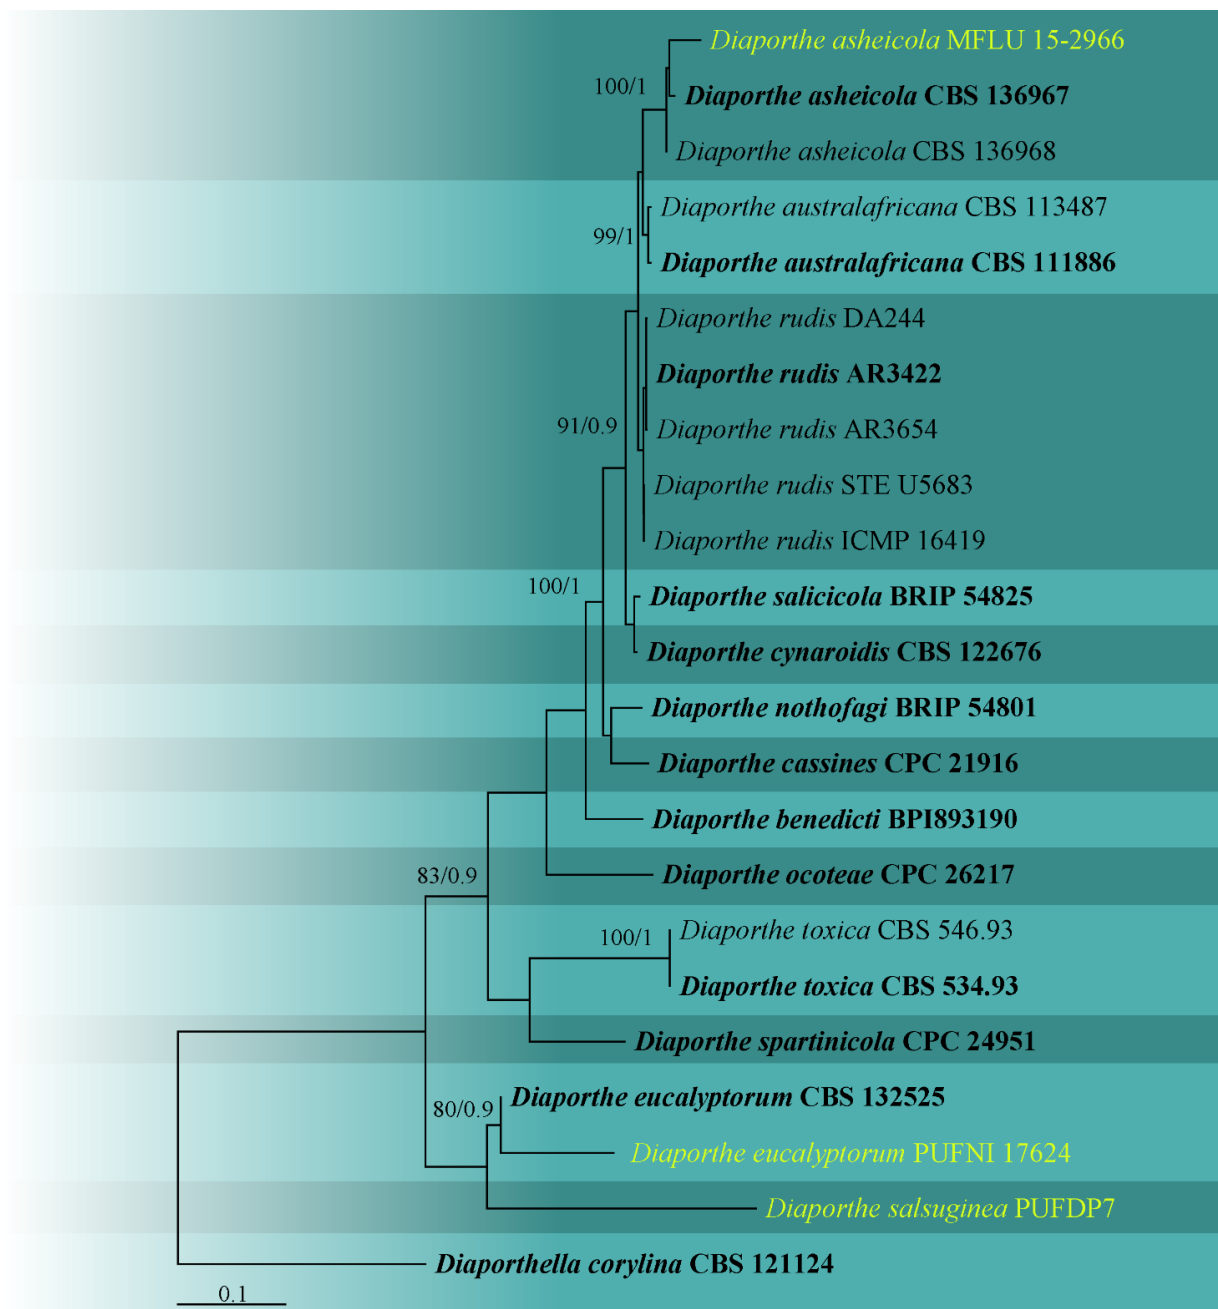 Diaporthe asheicola MFLU 15-2966
100/1
Diaporthe asheicola CBS 136967
Diaporthe asheicola CBS 136968
Diaporthe australafricana CBS 113487
99/1
Diaporthe australafricana CBS 111886
Diaporthe rudis DA244
Diaporthe rudis AR3422
91/0.9
Diaporthe rudis AR3654
Diaporthe rudis STE U5683
Diaporthe rudis ICMP 16419
100/1
Diaporthe salicicola BRIP 54825
Diaporthe cynaroidis CBS 122676
Diaporthe nothofagi BRIP 54801
Diaporthe cassines CPC 21916
Diaporthe benedicti BPI893190
83/0.9
Diaporthe ocoteae CPC 26217
Diaporthe toxica CBS 546.93
100/1
Diaporthe toxica CBS 534.93
Diaporthe spartinicola CPC 24951
Diaporthe eucalyptorum CBS 132525
80/0.9
Diaporthe eucalyptorum PUFNI 17624
Diaporthe salsuginea PUFDP7
Diaporthella corylina CBS 121124
0.1